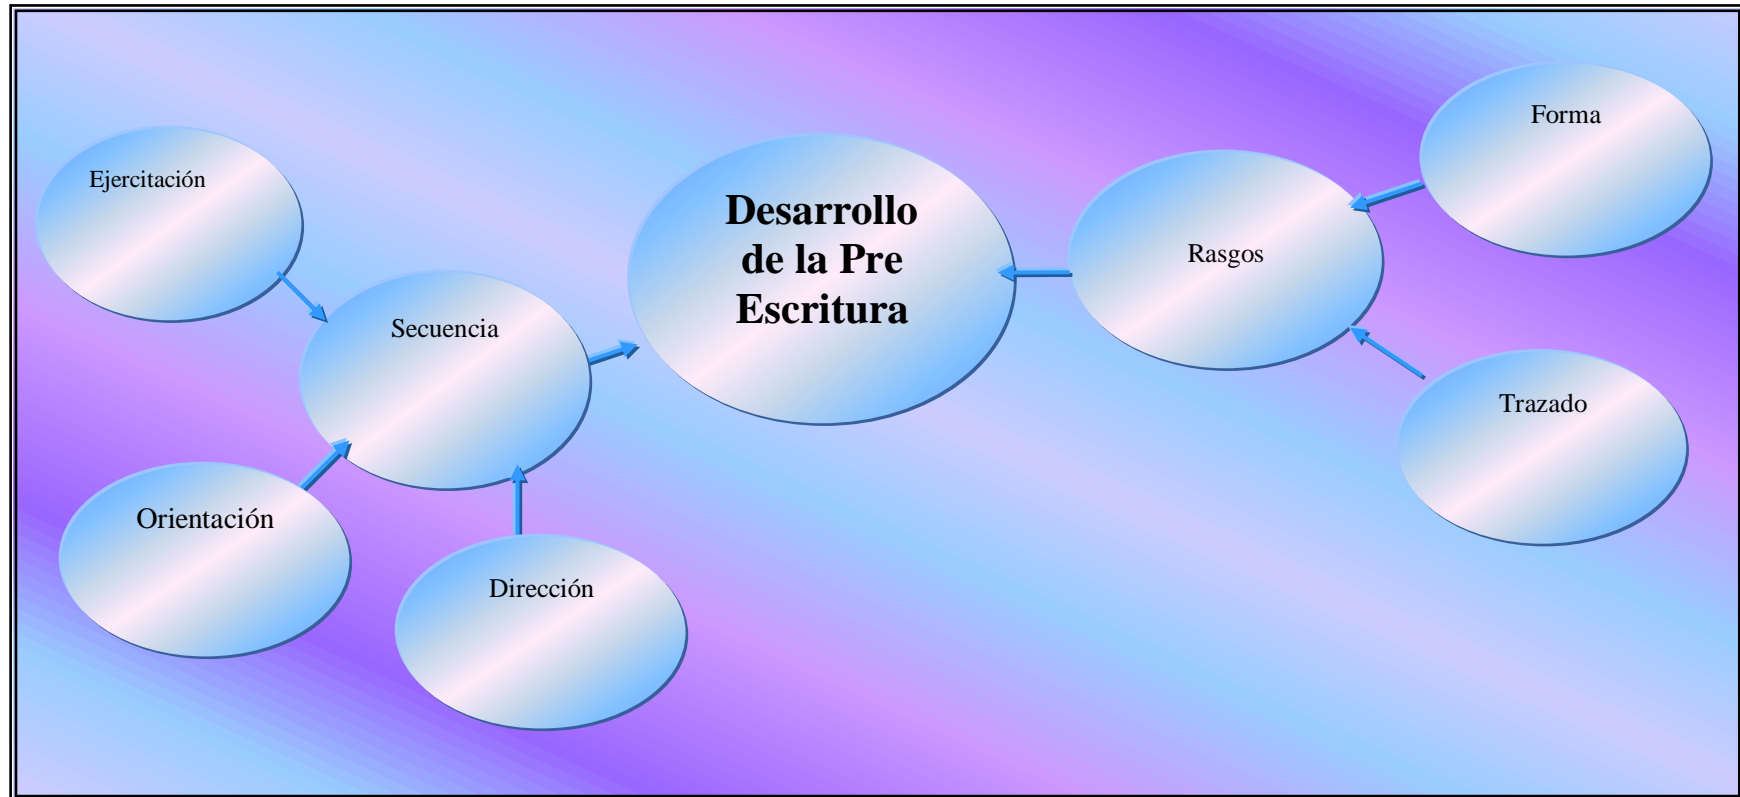 Forma
Ejercitación
Desarrollo
de la Pre
Escritura
Rasgos
Secuencia
Trazado
Orientación
Dirección